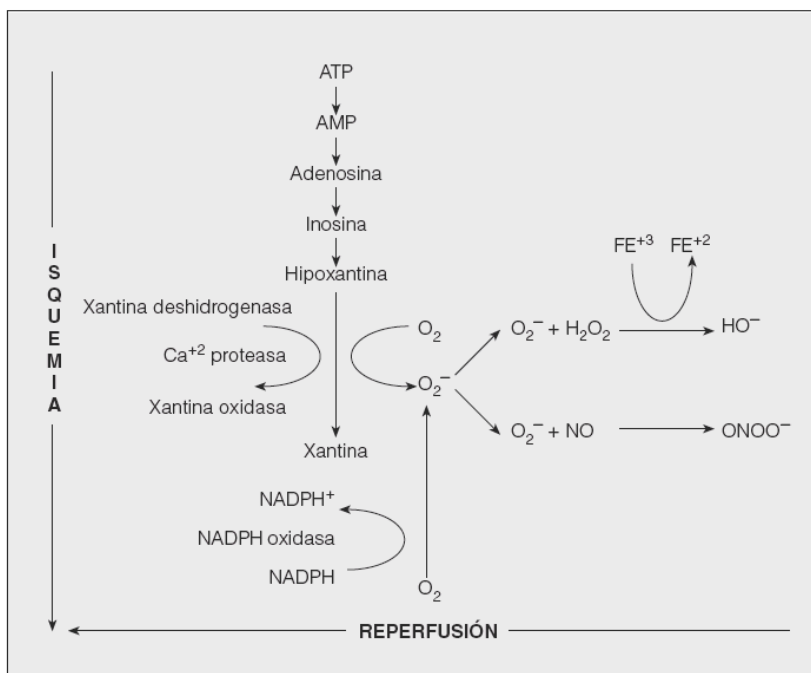 ISQUEMIA
ATP
AMP
Adenosina
Inosina
Hipoxantina
Xantina deshidrogenasa
Ca+2 proteasa
Xantina oxidasa
Xantina
O2
O2−
O2− + H2O2
FE+3 FE+2
HO−
O2− + NO
ONOO−
NADPH+
NADPH oxidasa
NADPH
O2
REPERFUSIÓN